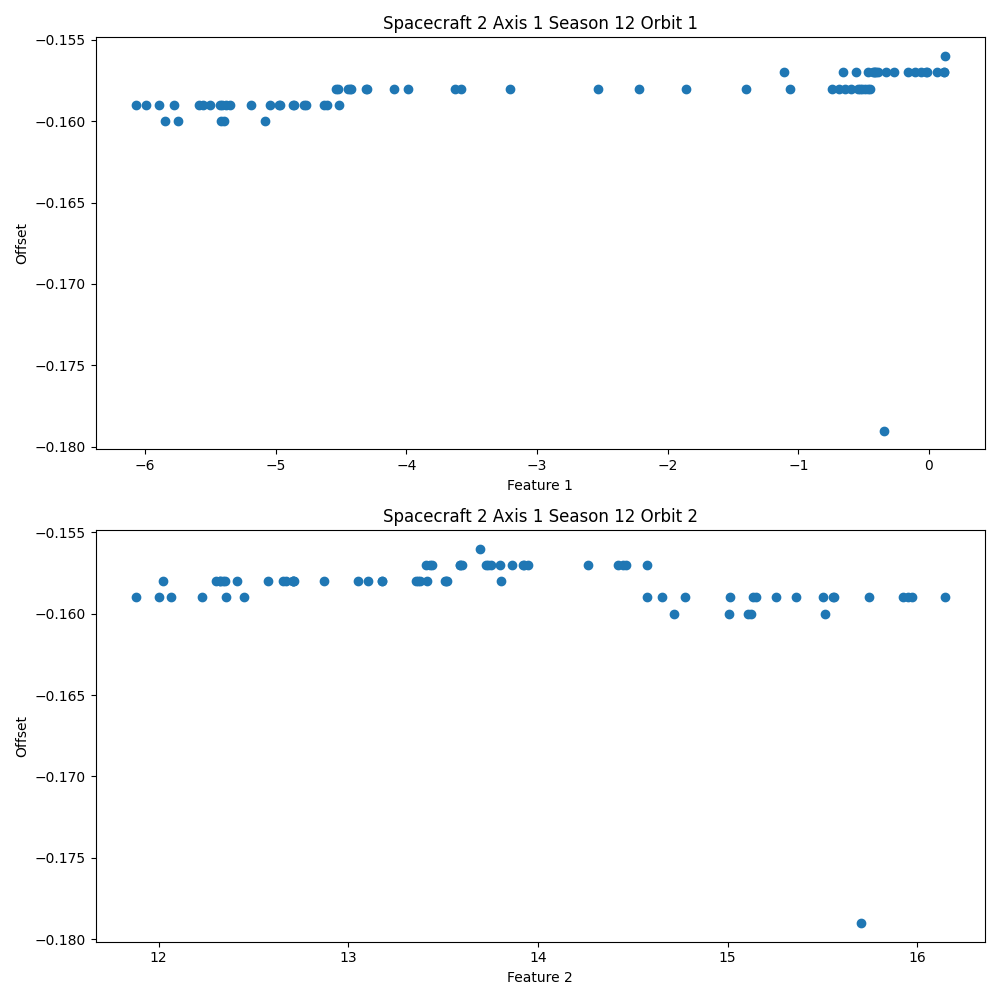 Spacecraft 2 Axis 1 Season 12 Orbit 1
−0.155
−0.160
−0.165
−0.170
−0.175
−0.180
Offset
−6 −5 −4 −3 −2 −1 0
Feature 1
Spacecraft 2 Axis 1 Season 12 Orbit 2
−0.155
−0.160
−0.165
−0.170
−0.175
−0.180
Offset
12 13 14 15 16
Feature 2